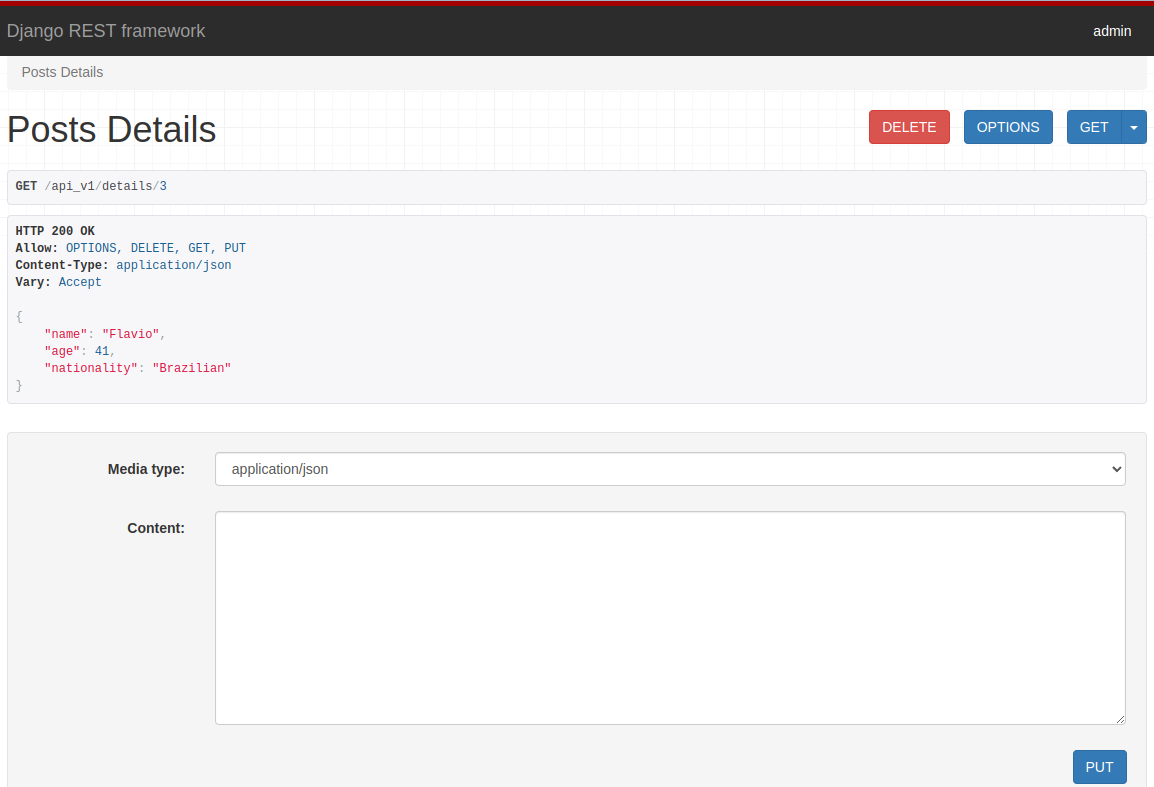 Django REST framework admin
Posts Details
Posts Details DELETE OPTIONS GET
GET /api_v1/details/3
HTTP 200 OK
Allow: OPTIONS, DELETE, GET, PUT
Content-Type: application/json
Vary: Accept
{
"name": "Flavio",
"age": 41,
"nationality": "Brazilian"
}
Media type: application/json
Content:
PUT